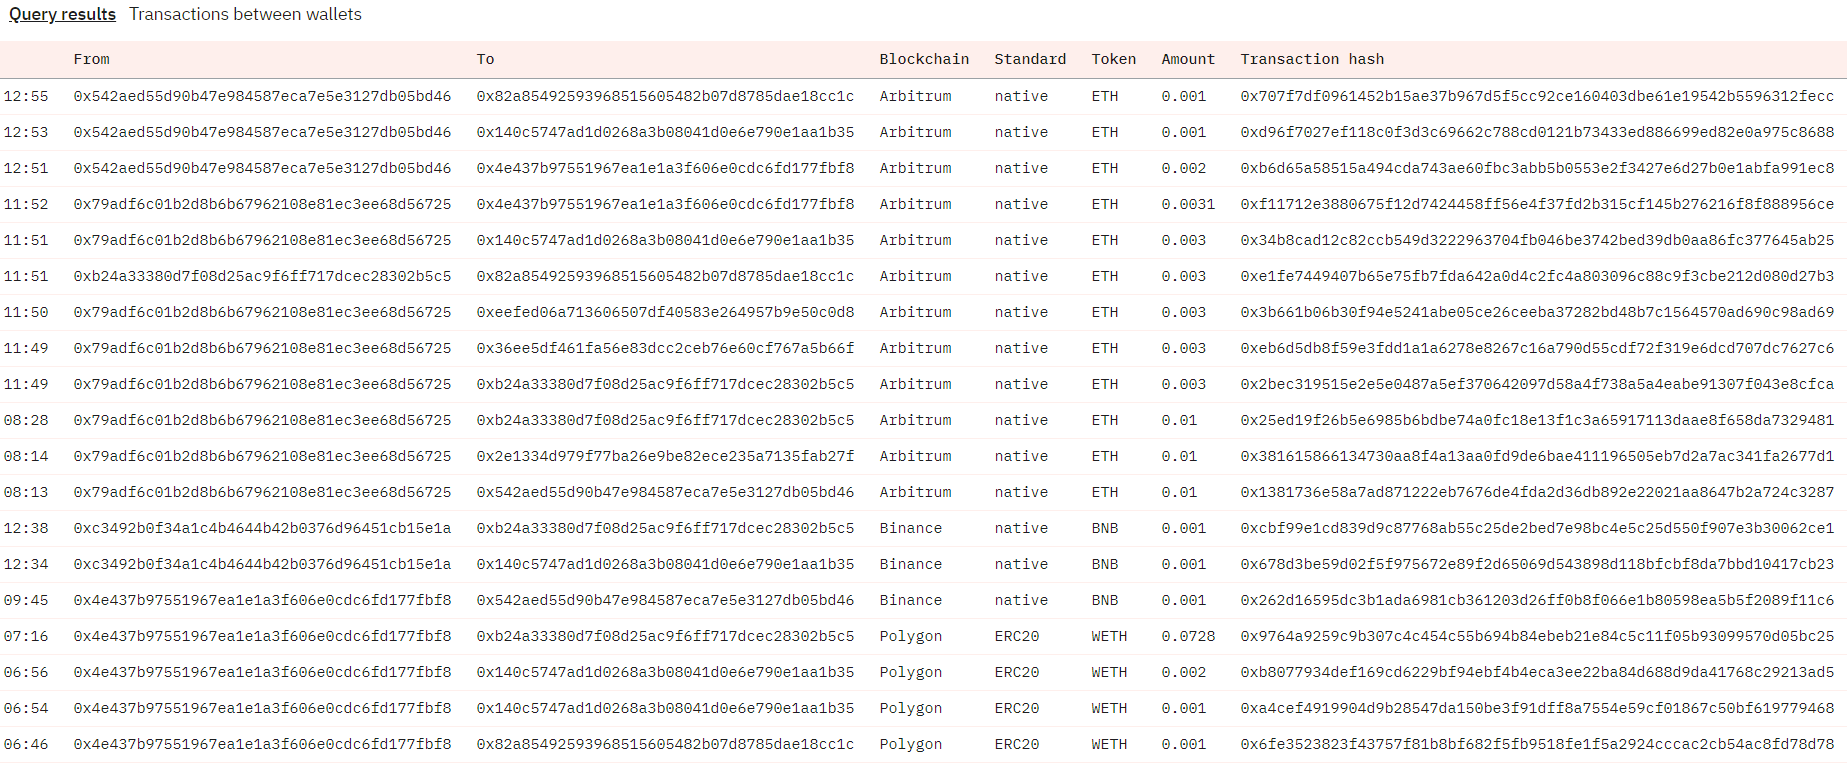 Query results Transactions between wallets
From To Blockchain Standard Token Amount Transaction hash
12:55 0x542aed55d90b47e984587eca7e5e3127db05bd46 0x82a85492593968515605482b07d8785dae18cc1c Arbitrum native ETH 0.001 0x707f7df0961452b15ae37b967d5f5cc92ce160403dbe61e19542b5596312fecc
12:53 0x542aed55d90b47e984587eca7e5e3127db05bd46 0x140c5747ad1d0268a3b08041d0e6e790e1aa1b35 Arbitrum native ETH 0.001 0xd96f7027ef118c0f3d3c69662c788cd0121b73433ed886699ed82e0a975c8688
12:51 0x542aed55d90b47e984587eca7e5e3127db05bd46 0x4e437b97551967ea1e1a3f606e0cdc6fd177fbf8 Arbitrum native ETH 0.002 0xb6d65a58515a494cda743ae60fbc3abb5b0553e2f3427e6d27b0e1abfa991ec8
11:52 0x79adf6c01b2d8b6b67962108e81ec3ee68d56725 0x4e437b97551967ea1e1a3f606e0cdc6fd177fbf8 Arbitrum native ETH 0.0031 0xf11712e3880675f12d7424458ff56e4f37fd2b315cf145b276216f8f888956ce
11:51 0x79adf6c01b2d8b6b67962108e81ec3ee68d56725 0x140c5747ad1d0268a3b08041d0e6e790e1aa1b35 Arbitrum native ETH 0.003 0x34b8cad12c82ccb549d3222963704fb046be3742bed39db0aa86fc377645ab25
11:51 0xb24a33380d7f08d25ac9f6ff717dcec28302b5c5 0x82a85492593968515605482b07d8785dae18cc1c Arbitrum native ETH 0.003 0xe1fe7449407b65e75fb7fda642a0d4c2fc4a803096c88c9f3cbe212d080d27b3
11:50 0x79adf6c01b2d8b6b67962108e81ec3ee68d56725 0xeefed06a713606507df40583e264957b9e50c0d8 Arbitrum native ETH 0.003 0x3b661b06b30f94e5241abe05ce26ceeba37282bd48b7c1564570ad690c98ad69
11:49 0x79adf6c01b2d8b6b67962108e81ec3ee68d56725 0x36ee5df461fa56e83dcc2ceb76e60cf767a5b66f Arbitrum native ETH 0.003 0xeb6d5db8f59e3fdd1a1a6278e8267c16a790d55cdf72f319e6dcd707dc7627c6
11:49 0x79adf6c01b2d8b6b67962108e81ec3ee68d56725 0xb24a33380d7f08d25ac9f6ff717dcec28302b5c5 Arbitrum native ETH 0.003 0x2bec319515e2e5e0487a5ef370642097d58a4f738a5a4eabe91307f043e8cfca
08:28 0x79adf6c01b2d8b6b67962108e81ec3ee68d56725 0xb24a33380d7f08d25ac9f6ff717dcec28302b5c5 Arbitrum native ETH 0.01 0x25ed19f26b5e6985b6bdbe74a0fc18e13f1c3a65917113daae8f658da7329481
08:14 0x79adf6c01b2d8b6b67962108e81ec3ee68d56725 0x2e1334d979f77ba26e9be82ece235a7135fab27f Arbitrum native ETH 0.01 0x381615866134730aa8f4a13aa0fd9de6bae411196505eb7d2a7ac341fa2677d1
08:13 0x79adf6c01b2d8b6b67962108e81ec3ee68d56725 0x542aed55d90b47e984587eca7e5e3127db05bd46 Arbitrum native ETH 0.01 0x1381736e58a7ad871222eb7676de4fda2d36db892e22021aa8647b2a724c3287
12:38 0xc3492b0f34a1c4b4644b42b0376d96451cb15e1a 0xb24a33380d7f08d25ac9f6ff717dcec28302b5c5 Binance native BNB 0.001 0xcbf99e1cd839d9c87768ab55c25de2bed7e98bc4e5c25d550f907e3b30062ce1
12:34 0xc3492b0f34a1c4b4644b42b0376d96451cb15e1a 0x140c5747ad1d0268a3b08041d0e6e790e1aa1b35 Binance native BNB 0.001 0x678d3be59d02f5f975672e89f2d65069d543898d118bfcbf8da7bbd10417cb23
09:45 0x4e437b97551967ea1e1a3f606e0cdc6fd177fbf8 0x542aed55d90b47e984587eca7e5e3127db05bd46 Binance native BNB 0.001 0x262d16595dc3b1ada6981cb361203d26ff0b8f066e1b80598ea5b5f2089f11c6
07:16 0x4e437b97551967ea1e1a3f606e0cdc6fd177fbf8 0xb24a33380d7f08d25ac9f6ff717dcec28302b5c5 Polygon ERC20 WETH 0.0728 0x9764a9259c9b307c4c454c55b694b84ebeb21e84c5c11f05b93099570d05bc25
06:56 0x4e437b97551967ea1e1a3f606e0cdc6fd177fbf8 0x140c5747ad1d0268a3b08041d0e6e790e1aa1b35 Polygon ERC20 WETH 0.002 0xb8077934def169cd6229bf94ebf4b4eca3ee22ba84d688d9da41768c29213ad5
06:54 0x4e437b97551967ea1e1a3f606e0cdc6fd177fbf8 0x140c5747ad1d0268a3b08041d0e6e790e1aa1b35 Polygon ERC20 WETH 0.001 0xa4cef4919904d9b28547da150be3f91dff8a7554e59cf01867c50bf619779468
06:46 0x4e437b97551967ea1e1a3f606e0cdc6fd177fbf8 0x82a85492593968515605482b07d8785dae18cc1c Polygon ERC20 WETH 0.001 0x6fe3523823f43757f81b8bf682f5fb9518fe1f5a2924cccac2cb54ac8fd78d78